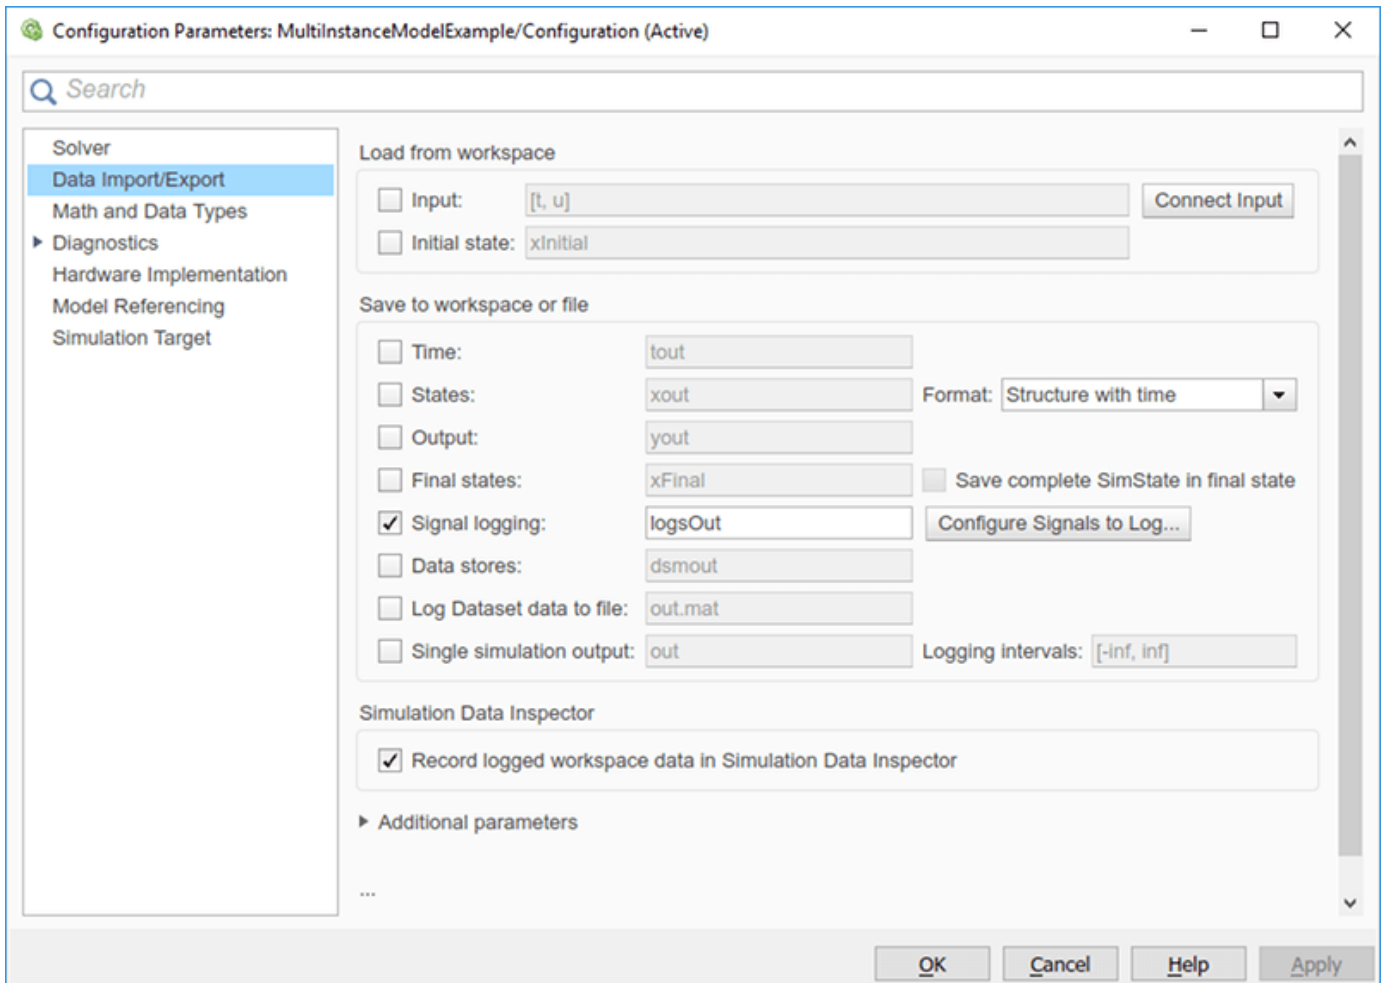 Configuration Parameters: MultiInstanceModelExample/Configuration (Active)
Search
Solver
Data Import/Export
Math and Data Types
Diagnostics
Hardware Implementation
Model Referencing
Simulation Target
Load from workspace
Input: [t, u] Connect Input
Initial state: xInitial
Save to workspace or file
Time: tout
States: xout Format: Structure with time
Output: yout
Final states: xFinal Save complete SimState in final state
Signal logging: logsOut Configure Signals to Log...
Data stores: dsmout
Log Dataset data to file: out.mat
Single simulation output: out Logging intervals: [-inf, inf]
Simulation Data Inspector
Record logged workspace data in Simulation Data Inspector
Additional parameters
...
OK Cancel Help Apply